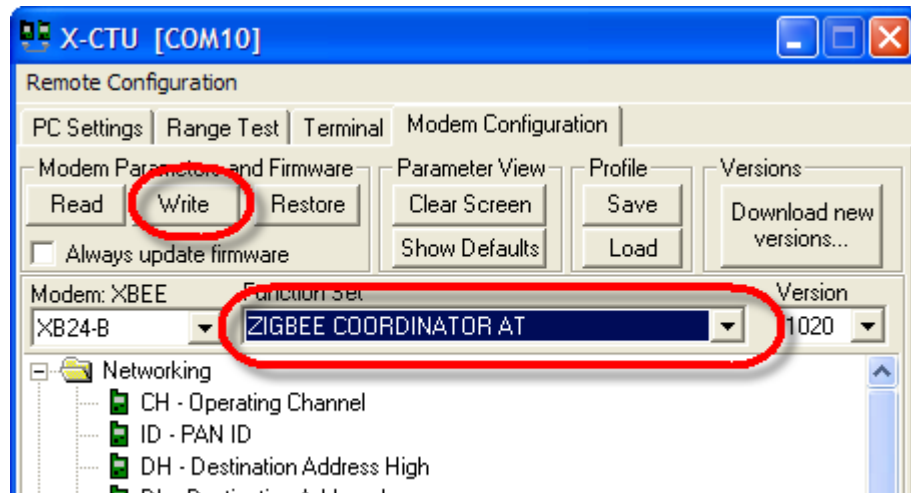 X-CTU [COM10]
Remote Configuration
PC Settings Range Test Terminal Modem Configuration
Modem Parameters and Firmware Parameter View Profile Versions
Read Write Restore Clear Screen Save Download new versions...
Always update firmware Show Defaults Load
Modem: XBEE Function Set Version
XB24-B ZIGBEE COORDINATOR AT 1020
Networking
CH - Operating Channel
ID - PAN ID
DH - Destination Address High